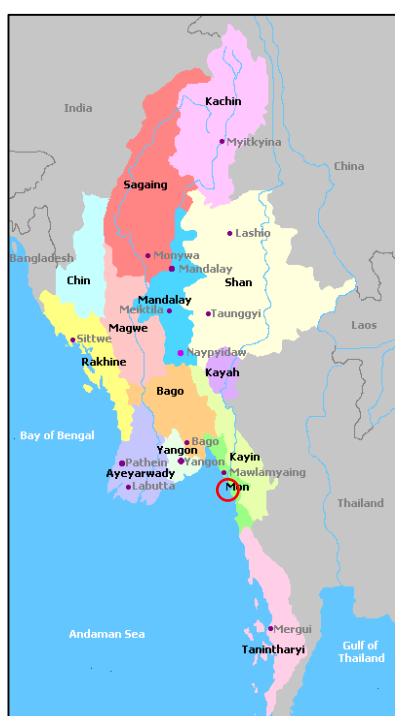 Kachin
India
Myitkyina
China
Sagaing
Lashio
Monywa
Bangladesh
Mandalay
Chin
Shan
Mandalay
Meiktila
Taunggyi
Magwe
Laos
Sittwe
Naypyidaw
Rakhine
Kayah
Bago
Bay of Bengal
Bago
Yangon
Kayin
Pathein
Yangon
Ayeyarwady
Mawlamyaing
Labutta
Mon
Thailand
Mergui
Andaman Sea
Tanintharyi
Gulf of
Thailand